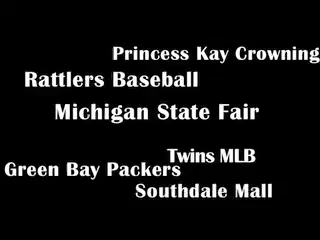 Princess Kay Crowning
Rattlers Baseball
Michigan State Fair
Twins MLB
Green Bay Packers
Southdale Mall